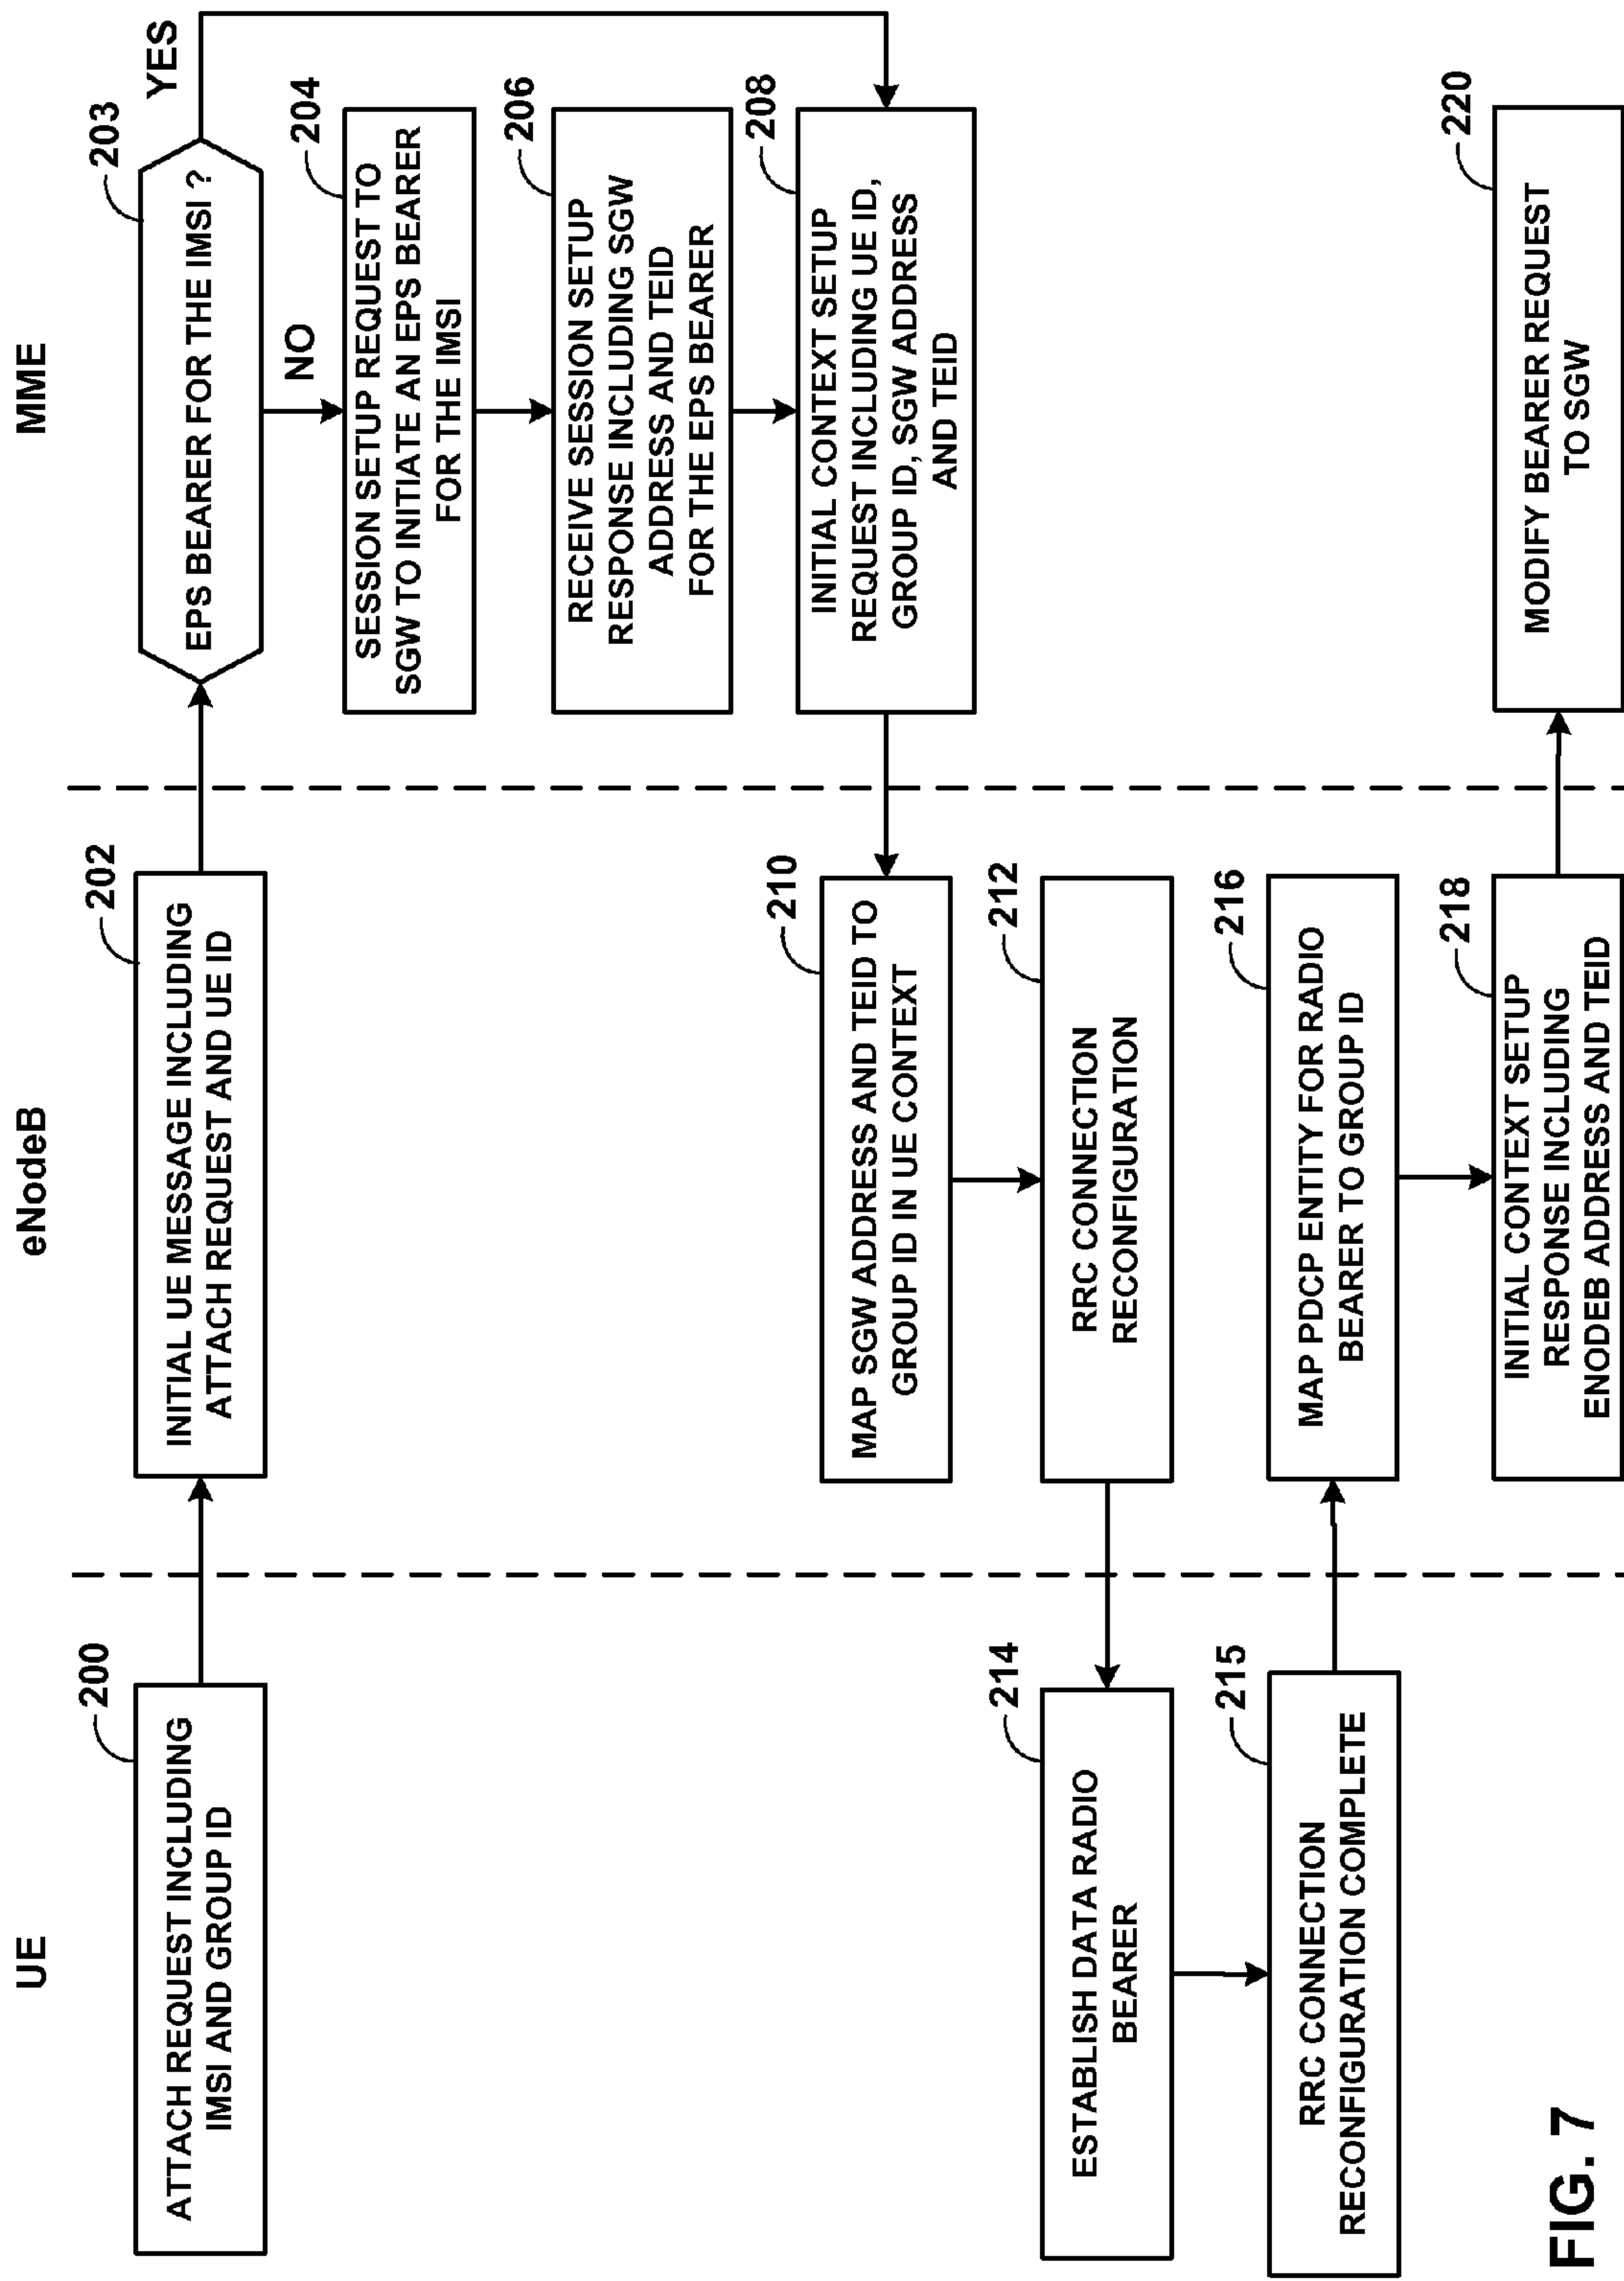 UE
eNodeB
MME
200
ATTACH REQUEST INCLUDING
IMSI AND GROUP ID
202
INITIAL UE MESSAGE INCLUDING
ATTACH REQUEST AND UE ID
203
EPS BEARER FOR THE IMSI ?
YES
NO
204
SESSION SETUP REQUEST TO
SGW TO INITIATE AN EPS BEARER
FOR THE IMSI
206
RECEIVE SESSION SETUP
RESPONSE INCLUDING SGW
ADDRESS AND TEID
FOR THE EPS BEARER
208
INITIAL CONTEXT SETUP
REQUEST INCLUDING UE ID,
GROUP ID, SGW ADDRESS
AND TEID
210
MAP SGW ADDRESS AND TEID TO
GROUP ID IN UE CONTEXT
212
RRC CONNECTION
RECONFIGURATION
214
ESTABLISH DATA RADIO
BEARER
215
RRC CONNECTION
RECONFIGURATION COMPLETE
216
MAP PDCP ENTITY FOR RADIO
BEARER TO GROUP ID
218
INITIAL CONTEXT SETUP
RESPONSE INCLUDING
ENODEB ADDRESS AND TEID
220
MODIFY BEARER REQUEST
TO SGW
FIG. 7